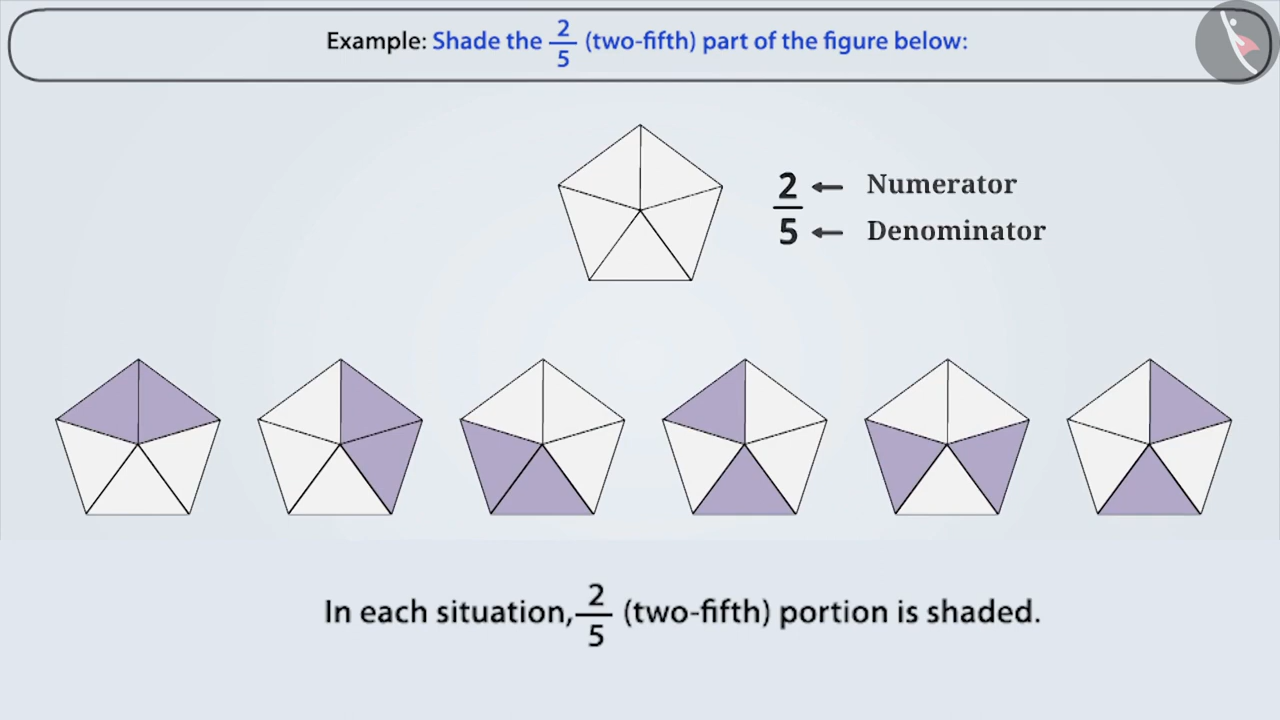 Example: Shade the 2/5 (two-fifth) part of the figure below:
2 ← Numerator
5 ← Denominator
In each situation, 2/5 (two-fifth) portion is shaded.